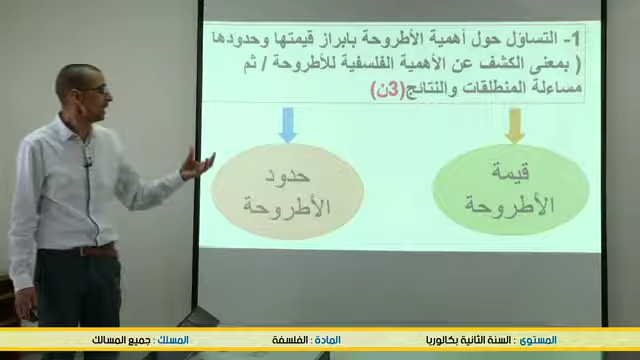 1- التساؤل حول أهمية الأطروحة بابراز قيمتها وحدودها
( بمعنى الكشف عن الأهمية الفلسفية للأطروحة / ثم
مساءلة المنطلقات والنتائج(3ن)
قيمة
الأطروحة
حدود
الأطروحة
المستوى : السنة الثانية بكالوريا
المادة : الفلسفة
المسلك : جميع المسالك